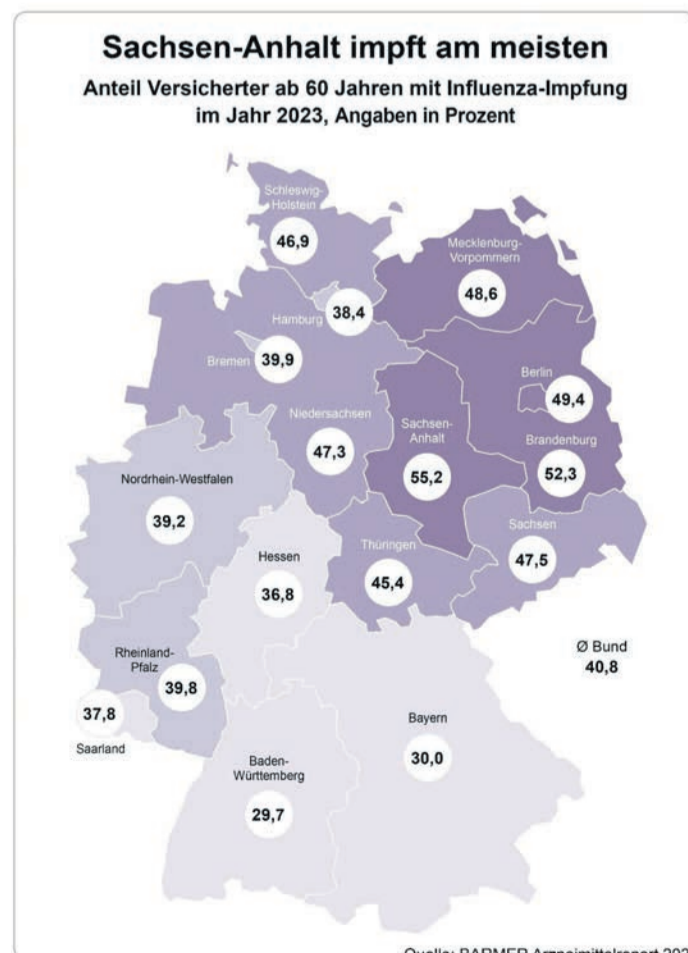 Sachsen-Anhalt impft am meisten
Anteil Versicherter ab 60 Jahren mit Influenza-Impfung
im Jahr 2023, Angaben in Prozent
Schleswig-
Holstein
46,9
Mecklenburg-
Vorpommern
48,6
Hamburg
38,4
Bremen
39,9
Berlin
49,4
Niedersachsen
47,3
Sachsen-
Anhalt
55,2
Brandenburg
52,3
Nordrhein-Westfalen
39,2
Hessen
36,8
Thüringen
45,4
Sachsen
47,5
Ø Bund
40,8
Rheinland-
Pfalz
39,8
37,8
Saarland
Bayern
30,0
Baden-
Württemberg
29,7
Quelle: BARMER Arzneimittelreport